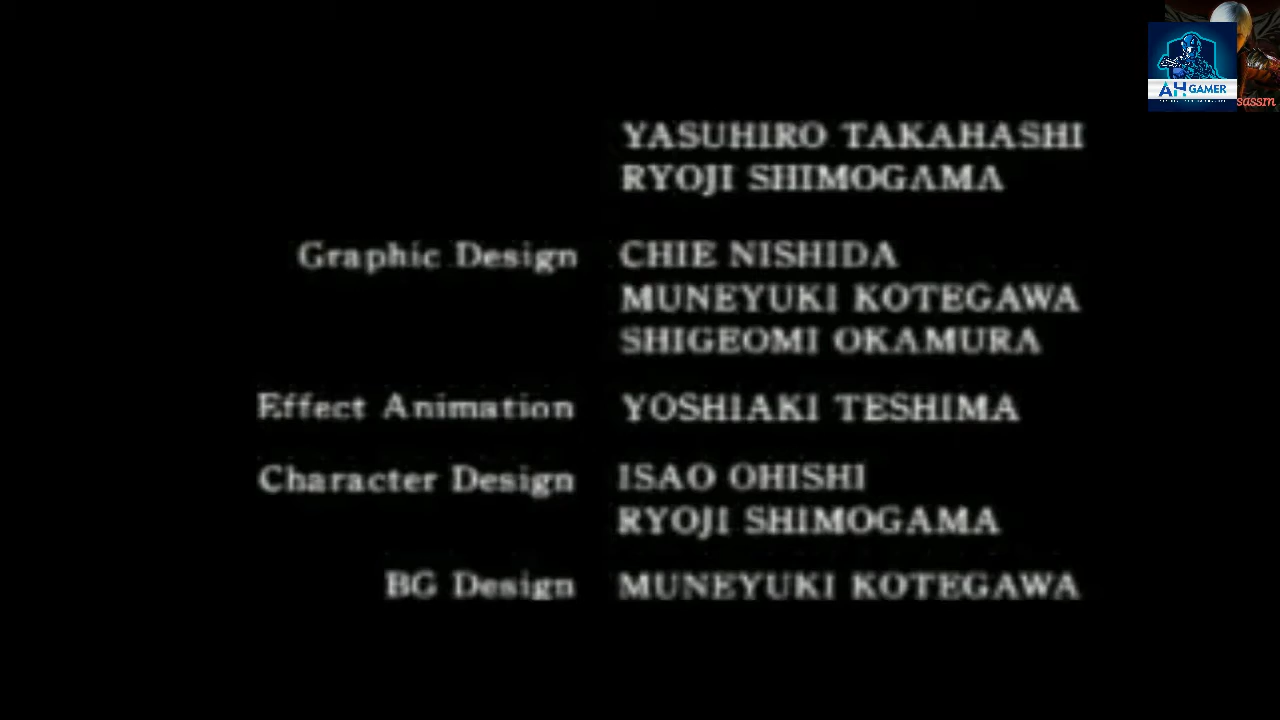 YASUHIRO TAKAHASHI
RYOJI SHIMOGAMA
Graphic Design CHIE NISHIDA
MUNEYUKI KOTEGAWA
SHIGEOMI OKAMURA
Effect Animation YOSHIAKI TESHIMA
Character Design ISAO OHISHI
RYOJI SHIMOGAMA
BG Design MUNEYUKI KOTEGAWA
AH GAMER
sassin